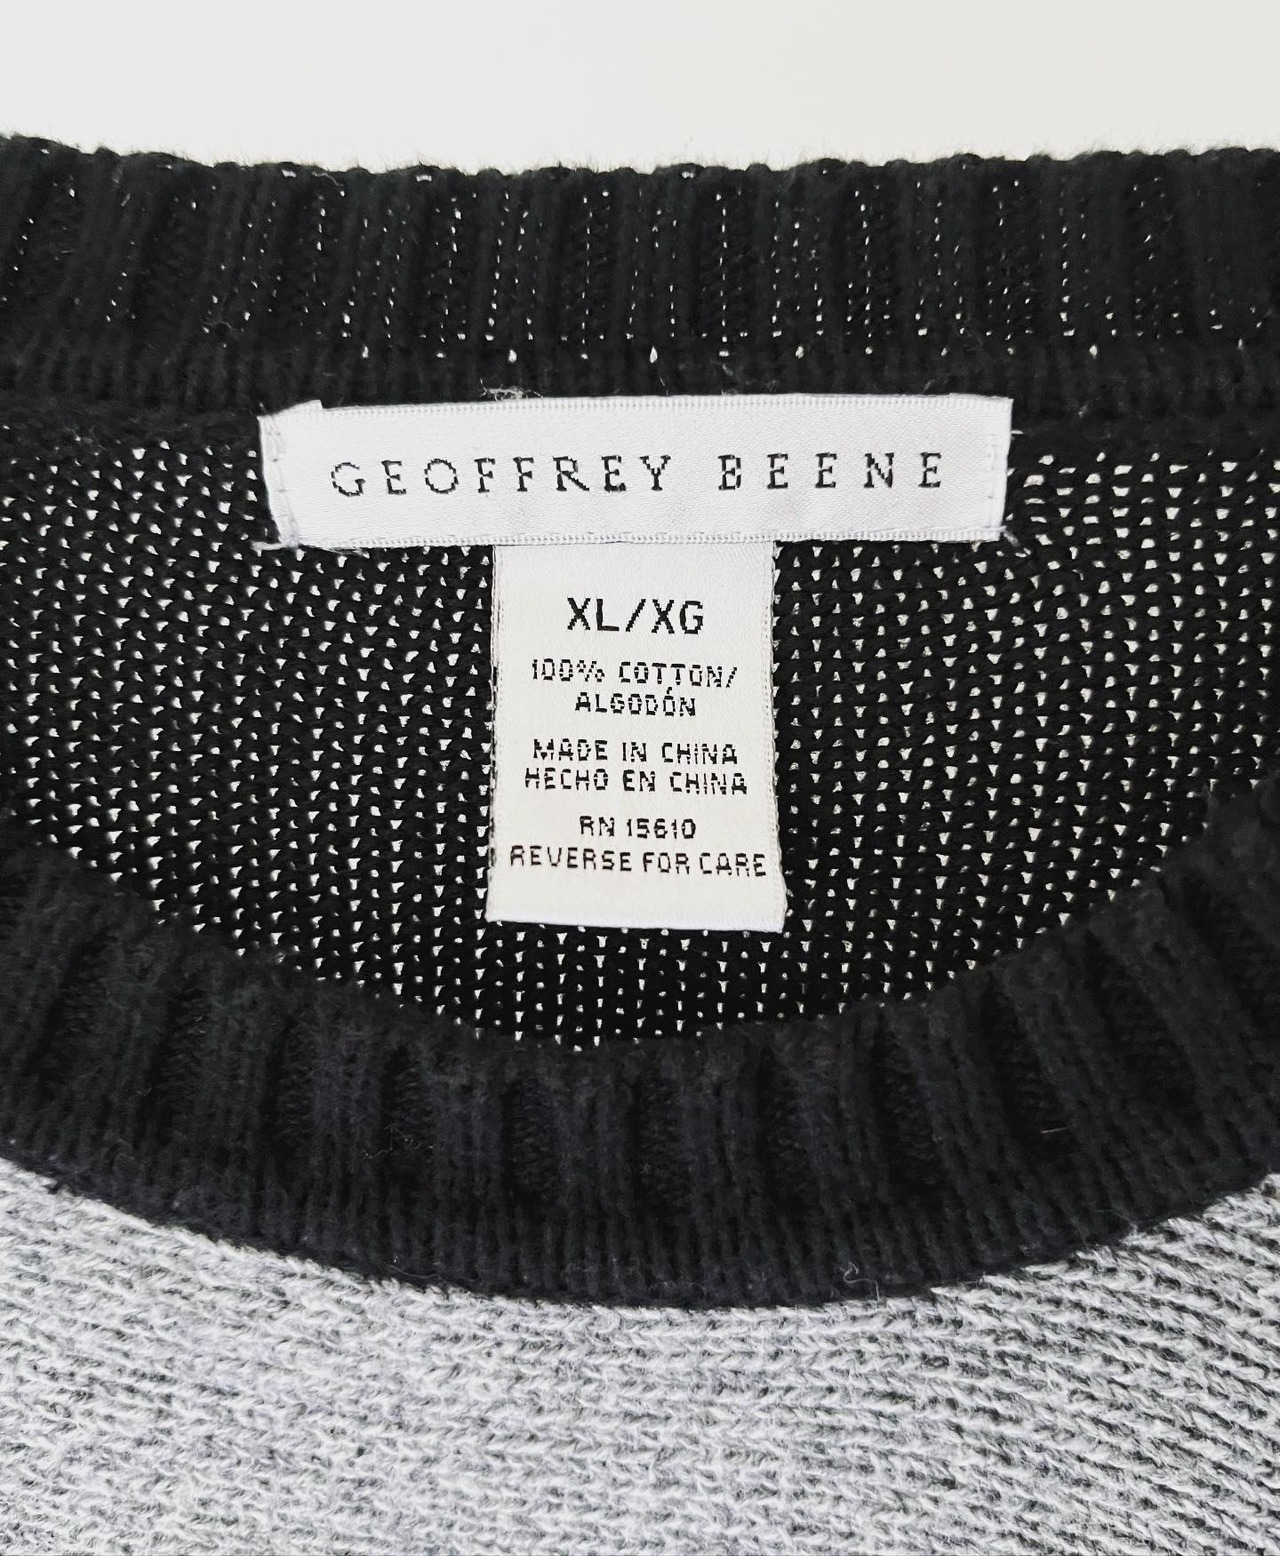 GEOFFREY BEENE
XL/XG
100% COTTON/
ALGODÓN
MADE IN CHINA
HECHO EN CHINA
RN 15610
REVERSE FOR CARE